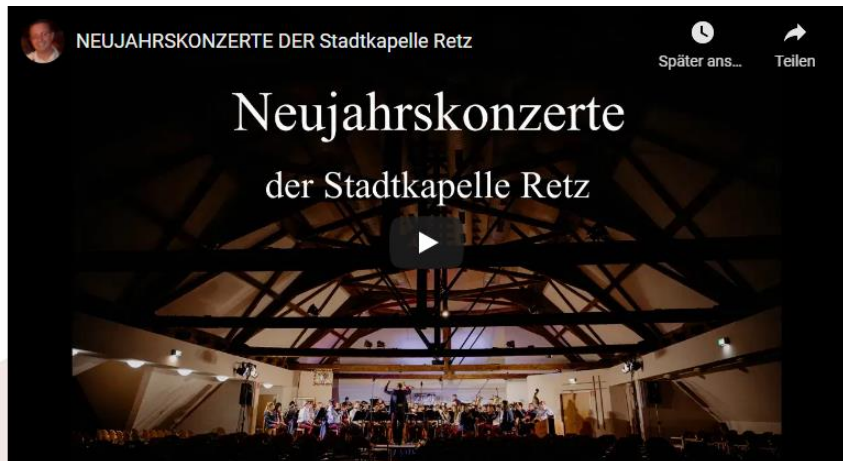 NEUJAHRSKONZERTE DER Stadtkapelle Retz
Später ans...
Teilen
Neujahrskonzerte
der Stadtkapelle Retz